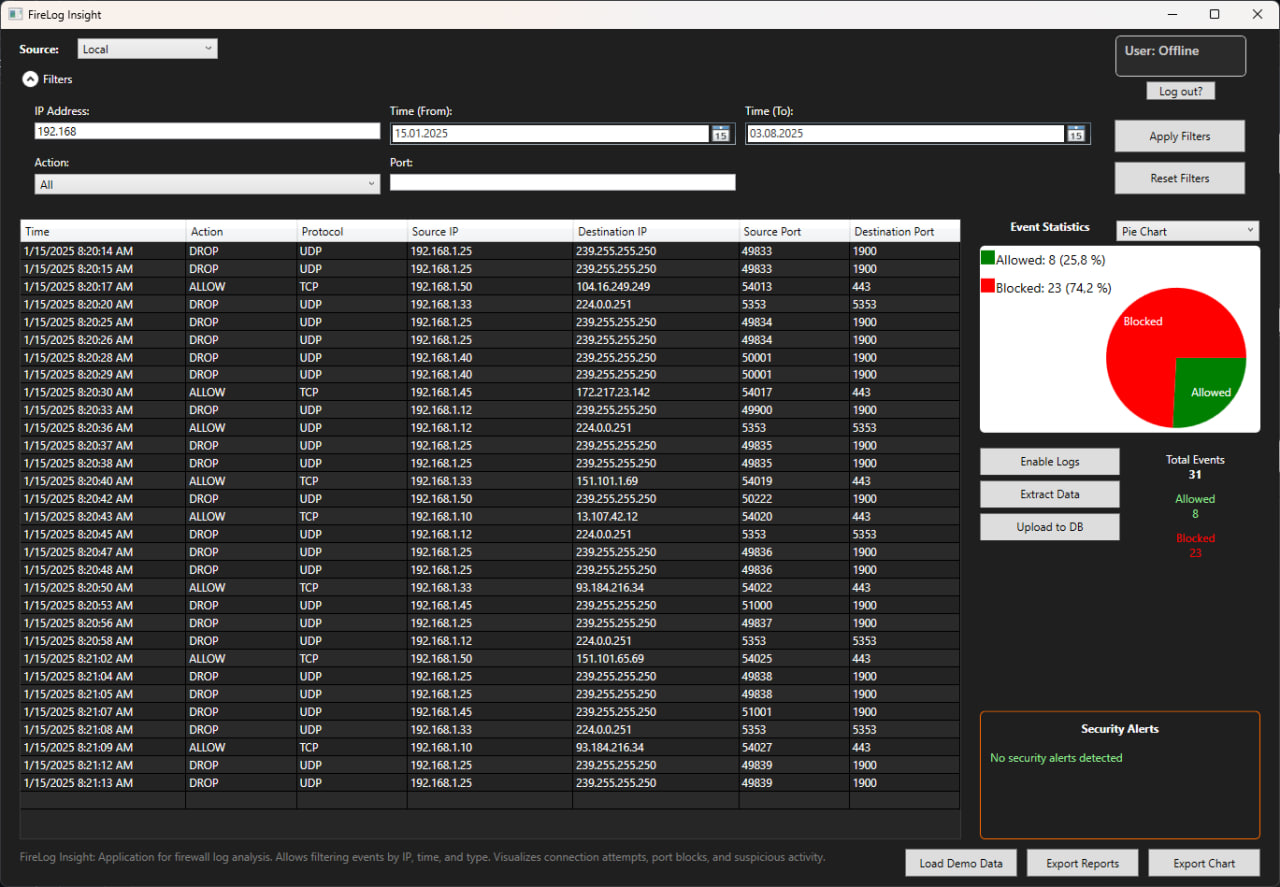 FireLog Insight
Source: Local
User: Offline
Log out?
Filters
IP Address: Time (From): Time (To):
192.168 15.01.2025 15 03.08.2025 15
Apply Filters
Action: Port:
All
Reset Filters
Time Action Protocol Source IP Destination IP Source Port Destination Port
1/15/2025 8:20:14 AM DROP UDP 192.168.1.25 239.255.255.250 49833 1900
1/15/2025 8:20:15 AM DROP UDP 192.168.1.25 239.255.255.250 49833 1900
1/15/2025 8:20:17 AM ALLOW TCP 192.168.1.50 104.16.249.249 54013 443
1/15/2025 8:20:20 AM DROP UDP 192.168.1.33 224.0.0.251 5353 5353
1/15/2025 8:20:25 AM DROP UDP 192.168.1.25 239.255.255.250 49834 1900
1/15/2025 8:20:26 AM DROP UDP 192.168.1.25 239.255.255.250 49834 1900
1/15/2025 8:20:28 AM DROP UDP 192.168.1.40 239.255.255.250 50001 1900
1/15/2025 8:20:29 AM DROP UDP 192.168.1.40 239.255.255.250 50001 1900
1/15/2025 8:20:30 AM ALLOW TCP 192.168.1.45 172.217.23.142 54017 443
1/15/2025 8:20:33 AM DROP UDP 192.168.1.12 239.255.255.250 49900 1900
1/15/2025 8:20:36 AM ALLOW UDP 192.168.1.12 224.0.0.251 5353 5353
1/15/2025 8:20:37 AM DROP UDP 192.168.1.25 239.255.255.250 49835 1900
1/15/2025 8:20:38 AM DROP UDP 192.168.1.25 239.255.255.250 49835 1900
1/15/2025 8:20:40 AM ALLOW TCP 192.168.1.33 151.101.1.69 54019 443
1/15/2025 8:20:42 AM DROP UDP 192.168.1.50 239.255.255.250 50222 1900
1/15/2025 8:20:43 AM ALLOW TCP 192.168.1.10 13.107.42.12 54020 443
1/15/2025 8:20:45 AM DROP UDP 192.168.1.12 224.0.0.251 5353 5353
1/15/2025 8:20:47 AM DROP UDP 192.168.1.25 239.255.255.250 49836 1900
1/15/2025 8:20:48 AM DROP UDP 192.168.1.25 239.255.255.250 49836 1900
1/15/2025 8:20:50 AM ALLOW TCP 192.168.1.33 93.184.216.34 54022 443
1/15/2025 8:20:53 AM DROP UDP 192.168.1.45 239.255.255.250 51000 1900
1/15/2025 8:20:56 AM DROP UDP 192.168.1.25 239.255.255.250 49837 1900
1/15/2025 8:20:58 AM DROP UDP 192.168.1.12 224.0.0.251 5353 5353
1/15/2025 8:21:02 AM ALLOW TCP 192.168.1.50 151.101.65.69 54025 443
1/15/2025 8:21:04 AM DROP UDP 192.168.1.25 239.255.255.250 49838 1900
1/15/2025 8:21:05 AM DROP UDP 192.168.1.25 239.255.255.250 49838 1900
1/15/2025 8:21:07 AM DROP UDP 192.168.1.45 239.255.255.250 51001 1900
1/15/2025 8:21:08 AM DROP UDP 192.168.1.33 224.0.0.251 5353 5353
1/15/2025 8:21:09 AM ALLOW TCP 192.168.1.10 93.184.216.34 54027 443
1/15/2025 8:21:12 AM DROP UDP 192.168.1.25 239.255.255.250 49839 1900
1/15/2025 8:21:13 AM DROP UDP 192.168.1.25 239.255.255.250 49839 1900
Event Statistics Pie Chart
Allowed: 8 (25,8 %)
Blocked: 23 (74,2 %)
Blocked
Allowed
Enable Logs
Extract Data
Upload to DB
Total Events
31
Allowed
8
Blocked
23
Security Alerts
No security alerts detected
FireLog Insight: Application for firewall log analysis. Allows filtering events by IP, time, and type. Visualizes connection attempts, port blocks, and suspicious activity.
Load Demo Data Export Reports Export Chart